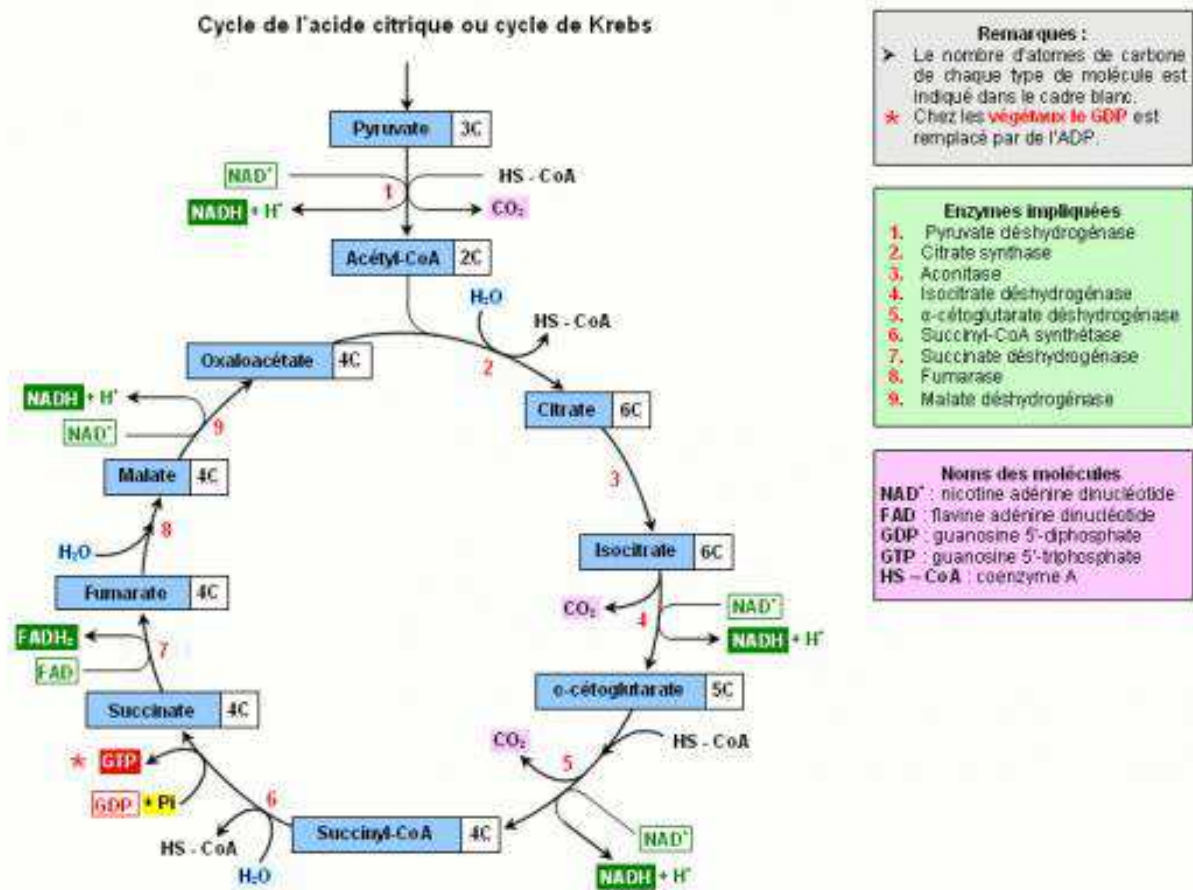 Cycle de l'acide citrique ou cycle de Krebs
Pyruvate 3C
NAD⁺
HS - CoA
1
NADH + H⁺
CO₂
Acétyl-CoA 2C
H₂O
HS - CoA
2
Oxaloacétate 4C
Citrate 6C
NADH + H⁺
NAD⁺
9
3
Malate 4C
8
H₂O
Isocitrate 6C
Fumarate 4C
CO₂
4
NAD⁺
NADH + H⁺
FADH₂
7
FAD
α-cétoglutarate 5C
Succinate 4C
CO₂
HS - CoA
5
* GTP
GDP + Pi
6
Succinyl-CoA 4C
NAD⁺
HS - CoA
H₂O
NADH + H⁺
Remarques :
➤ Le nombre d'atomes de carbone
de chaque type de molécule est
indiqué dans le cadre blanc.
* Chez les végétaux le GDP est
remplacé par de l'ADP.
Enzymes impliquées
1. Pyruvate déshydrogénase
2. Citrate synthase
3. Aconitase
4. Isocitrate déshydrogénase
5. α-cétoglutarate déshydrogénase
6. Succinyl-CoA synthétase
7. Succinate déshydrogénase
8. Fumarase
9. Malate déshydrogénase
Noms des molécules
NAD⁺ : nicotine adénine dinucléotide
FAD : flavine adénine dinucléotide
GDP : guanosine 5'-diphosphate
GTP : guanosine 5'-triphosphate
HS – CoA : coenzyme A